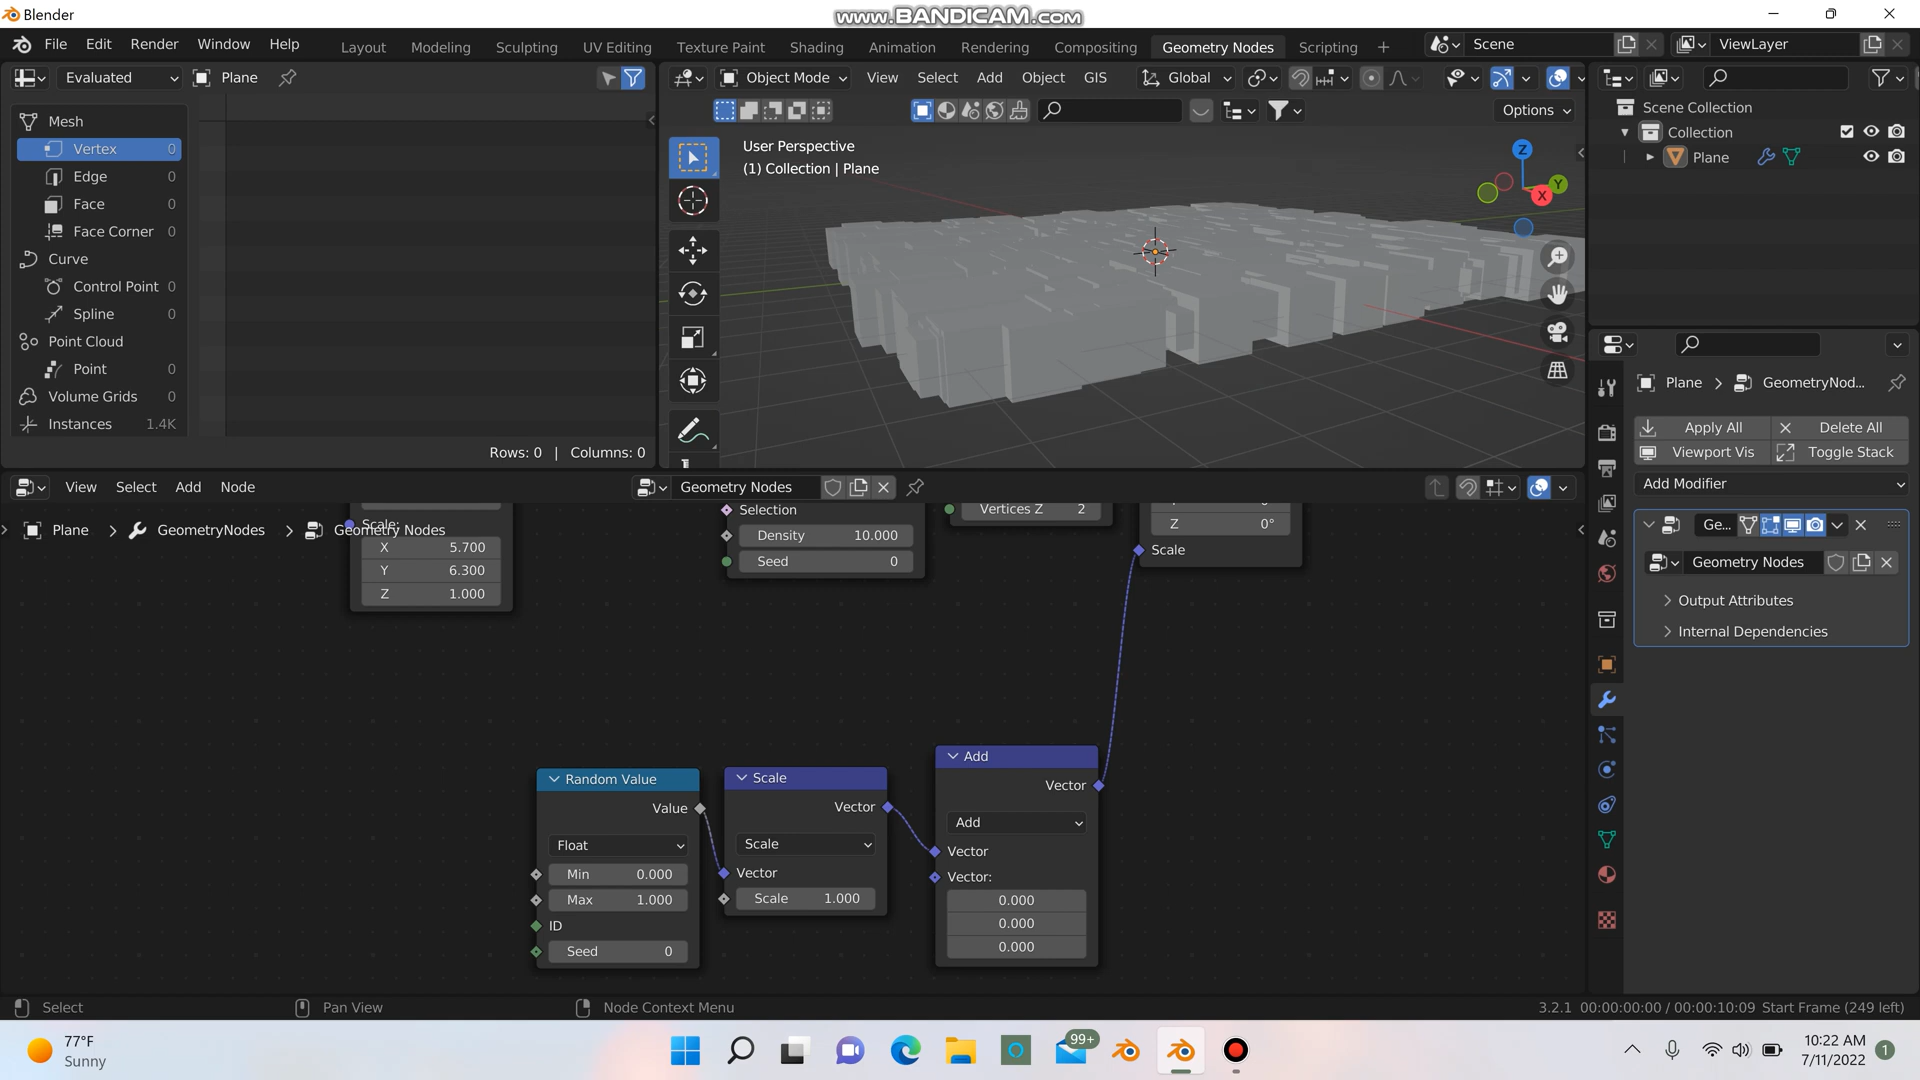 Blender
www.BANDICAM.com
File Edit Render Window Help
Layout Modeling Sculpting UV Editing Texture Paint Shading Animation Rendering Compositing Geometry Nodes Scripting
Scene
ViewLayer
Evaluated
Plane
Object Mode
View Select Add Object GIS
Global
Options
Mesh
Vertex 0
Edge 0
Face 0
Face Corner 0
Curve
Control Point 0
Spline 0
Point Cloud
Point 0
Volume Grids 0
Instances 1.4K
Rows: 0 | Columns: 0
User Perspective
(1) Collection | Plane
Z
Y
X
Scene Collection
Collection
Plane
Plane > GeometryNod...
Apply All
Delete All
Viewport Vis
Toggle Stack
Add Modifier
Ge...
Geometry Nodes
Output Attributes
Internal Dependencies
View Select Add Node
Geometry Nodes
Plane > GeometryNodes > Geometry Nodes
Scale:
X 5.700
Y 6.300
Z 1.000
Selection
Density 10.000
Seed 0
Vertices Z 2
Z 0°
Scale
Random Value
Value
Float
Min 0.000
Max 1.000
ID
Seed 0
Scale
Vector
Scale
Vector
Scale 1.000
Add
Vector
Add
Vector
Vector:
0.000
0.000
0.000
Select
Pan View
Node Context Menu
3.2.1 00:00:00:00 / 00:00:10:09 Start Frame (249 left)
77°F
Sunny
99+
10:22 AM
7/11/2022
1